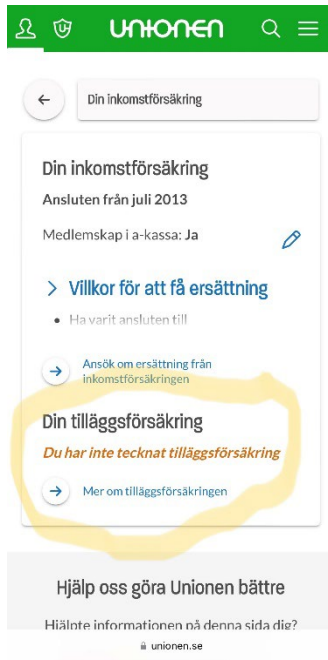 UNIONEN
Din inkomstförsäkring
Din inkomstförsäkring
Ansluten från juli 2013
Medlemskap i a-kassa: Ja
Villkor för att få ersättning
• Ha varit ansluten till
Ansök om ersättning från
inkomstförsäkringen
Din tilläggsförsäkring
Du har inte tecknat tilläggsförsäkring
Mer om tilläggsförsäkringen
Hjälp oss göra Unionen bättre
Hjälpte informationen på denna sida dig?
unionen.se